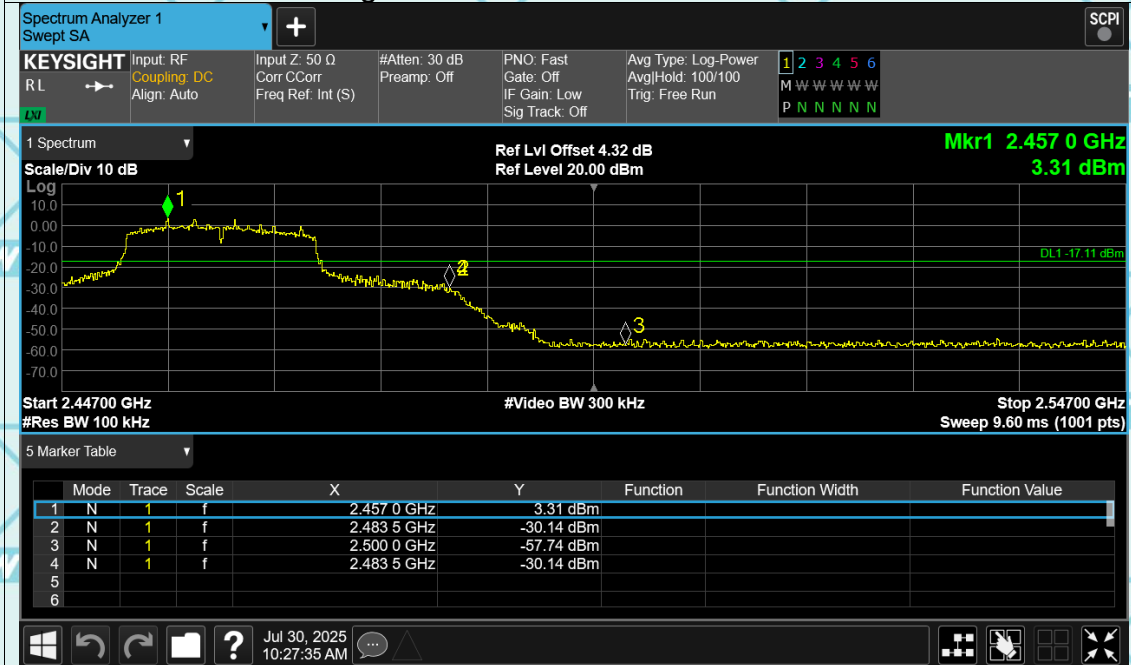 Spectrum Analyzer 1
Swept SA
+
SCPI
KEYSIGHT
R L
LXI
Input: RF
Coupling: DC
Align: Auto
Input Z: 50 Ω
Corr CCorr
Freq Ref: Int (S)
#Atten: 30 dB
Preamp: Off
PNO: Fast
Gate: Off
IF Gain: Low
Sig Track: Off
Avg Type: Log-Power
Avg|Hold: 100/100
Trig: Free Run
1 2 3 4 5 6
M W W W W W
P N N N N N
1 Spectrum
Scale/Div 10 dB
Ref Lvl Offset 4.32 dB
Ref Level 20.00 dBm
Mkr1 2.457 0 GHz
3.31 dBm
Log
10.0
0.00
-10.0
-20.0
-30.0
-40.0
-50.0
-60.0
-70.0
1
3
DL1 -17.11 dBm
Start 2.44700 GHz
#Res BW 100 kHz
#Video BW 300 kHz
Stop 2.54700 GHz
Sweep 9.60 ms (1001 pts)
5 Marker Table
Mode Trace Scale X Y Function Function Width Function Value
1 N 1 f 2.457 0 GHz 3.31 dBm
2 N 1 f 2.483 5 GHz -30.14 dBm
3 N 1 f 2.500 0 GHz -57.74 dBm
4 N 1 f 2.483 5 GHz -30.14 dBm
5
6
?
Jul 30, 2025
10:27:35 AM